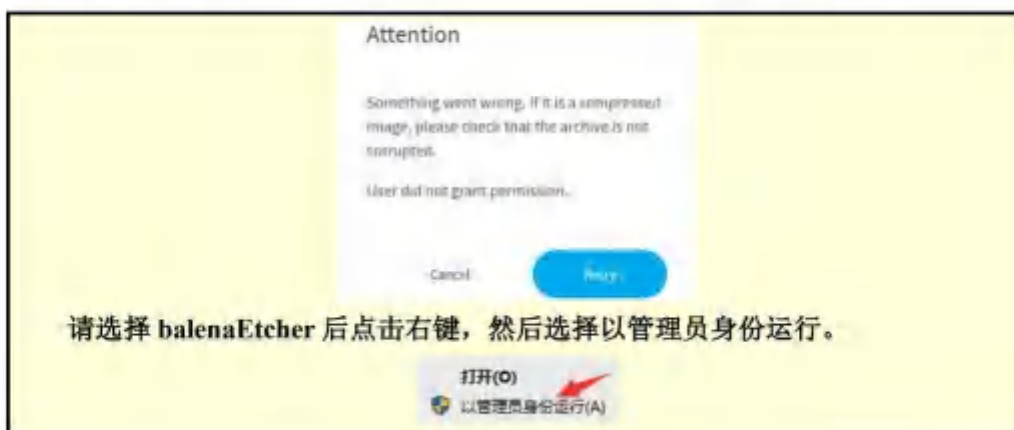 Attention
Something went wrong. If it is a compressed
image, please check that the archive is not
corrupted.
User did not grant permission.
Cancel
Retry
请选择 balenaEtcher 后点击右键，然后选择以管理员身份运行。
打开(O)
以管理员身份运行(A)